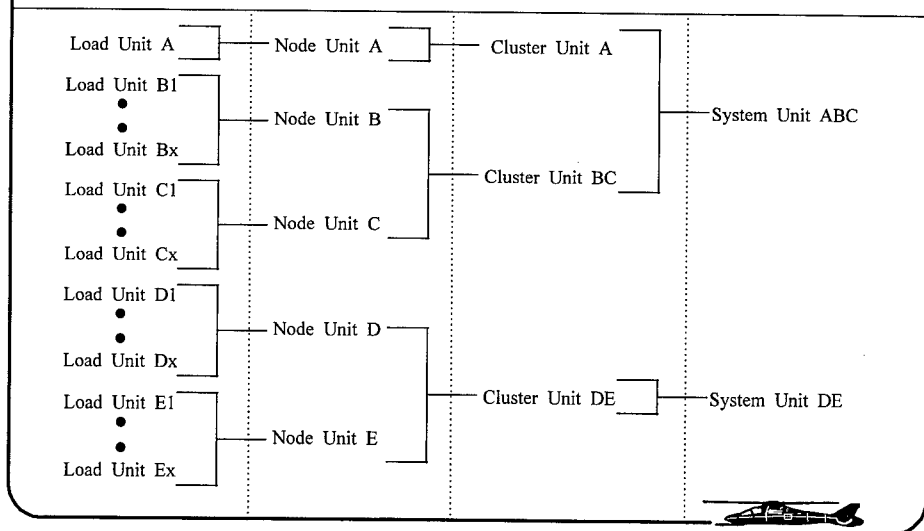 Load Unit A
Node Unit A
Cluster Unit A
Load Unit B1
Load Unit Bx
Node Unit B
Load Unit C1
Load Unit Cx
Node Unit C
Cluster Unit BC
System Unit ABC
Load Unit D1
Load Unit Dx
Node Unit D
Load Unit E1
Load Unit Ex
Node Unit E
Cluster Unit DE
System Unit DE